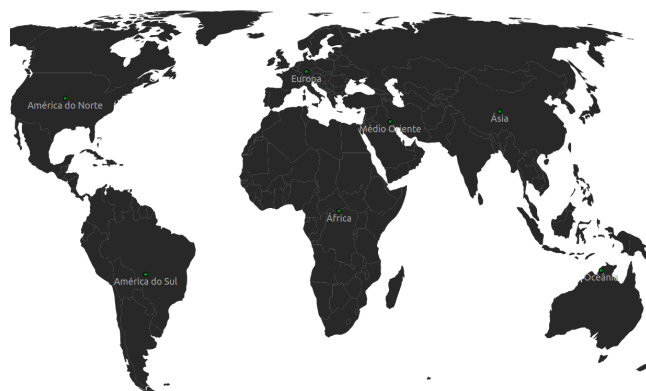 Europa
América do Norte
Médio Oriente
Ásia
África
América do Sul
Oceânia